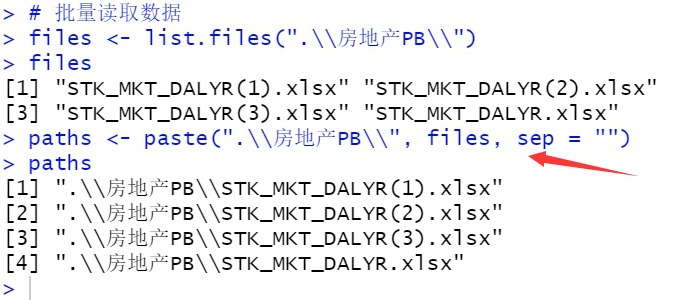 > # 批量读取数据
> files <- list.files(".\\房地产PB\\")
> files
[1] "STK_MKT_DALYR(1).xlsx" "STK_MKT_DALYR(2).xlsx"
[3] "STK_MKT_DALYR(3).xlsx" "STK_MKT_DALYR.xlsx"
> paths <- paste(".\\房地产PB\\", files, sep = "")
> paths
[1] ".\\房地产PB\\STK_MKT_DALYR(1).xlsx"
[2] ".\\房地产PB\\STK_MKT_DALYR(2).xlsx"
[3] ".\\房地产PB\\STK_MKT_DALYR(3).xlsx"
[4] ".\\房地产PB\\STK_MKT_DALYR.xlsx"
>